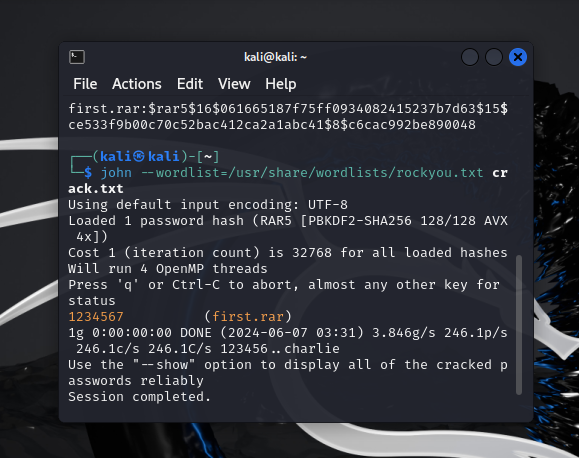 kali@kali: ~
File Actions Edit View Help
first.rar:$rar5$16$061665187f75ff0934082415237b7d63$15$
ce533f9b00c70c52bac412ca2a1abc41$8$c6cac992be890048
┌──(kali㉿kali)-[~]
└─$ john --wordlist=/usr/share/wordlists/rockyou.txt cr
ack.txt
Using default input encoding: UTF-8
Loaded 1 password hash (RAR5 [PBKDF2-SHA256 128/128 AVX
4x])
Cost 1 (iteration count) is 32768 for all loaded hashes
Will run 4 OpenMP threads
Press 'q' or Ctrl-C to abort, almost any other key for
status
1234567 (first.rar)
1g 0:00:00:00 DONE (2024-06-07 03:31) 3.846g/s 246.1p/s
246.1c/s 246.1C/s 123456..charlie
Use the "--show" option to display all of the cracked p
asswords reliably
Session completed.